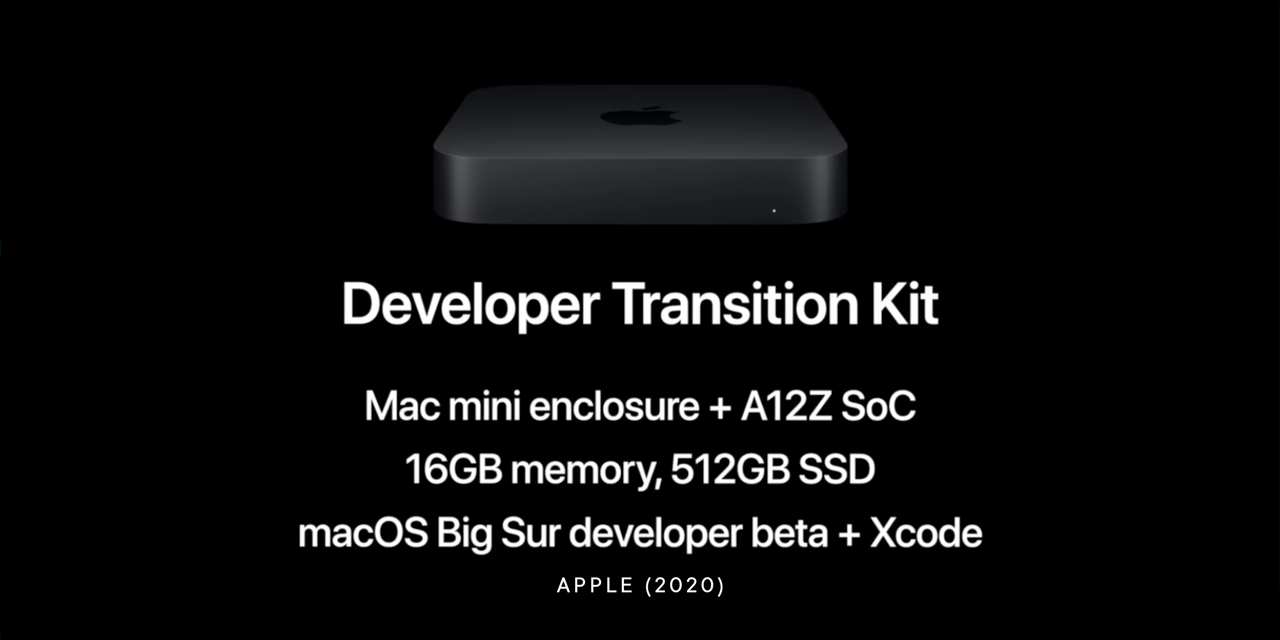 Developer Transition Kit
Mac mini enclosure + A12Z SoC
16GB memory, 512GB SSD
macOS Big Sur developer beta + Xcode
APPLE (2020)